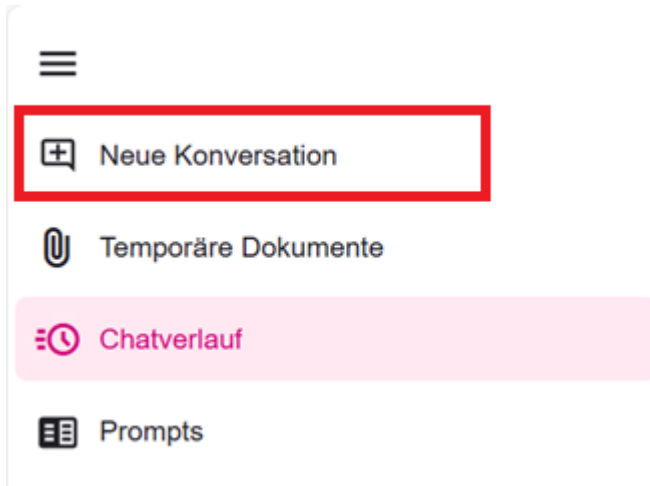 Neue Konversation
Temporäre Dokumente
Chatverlauf
Prompts